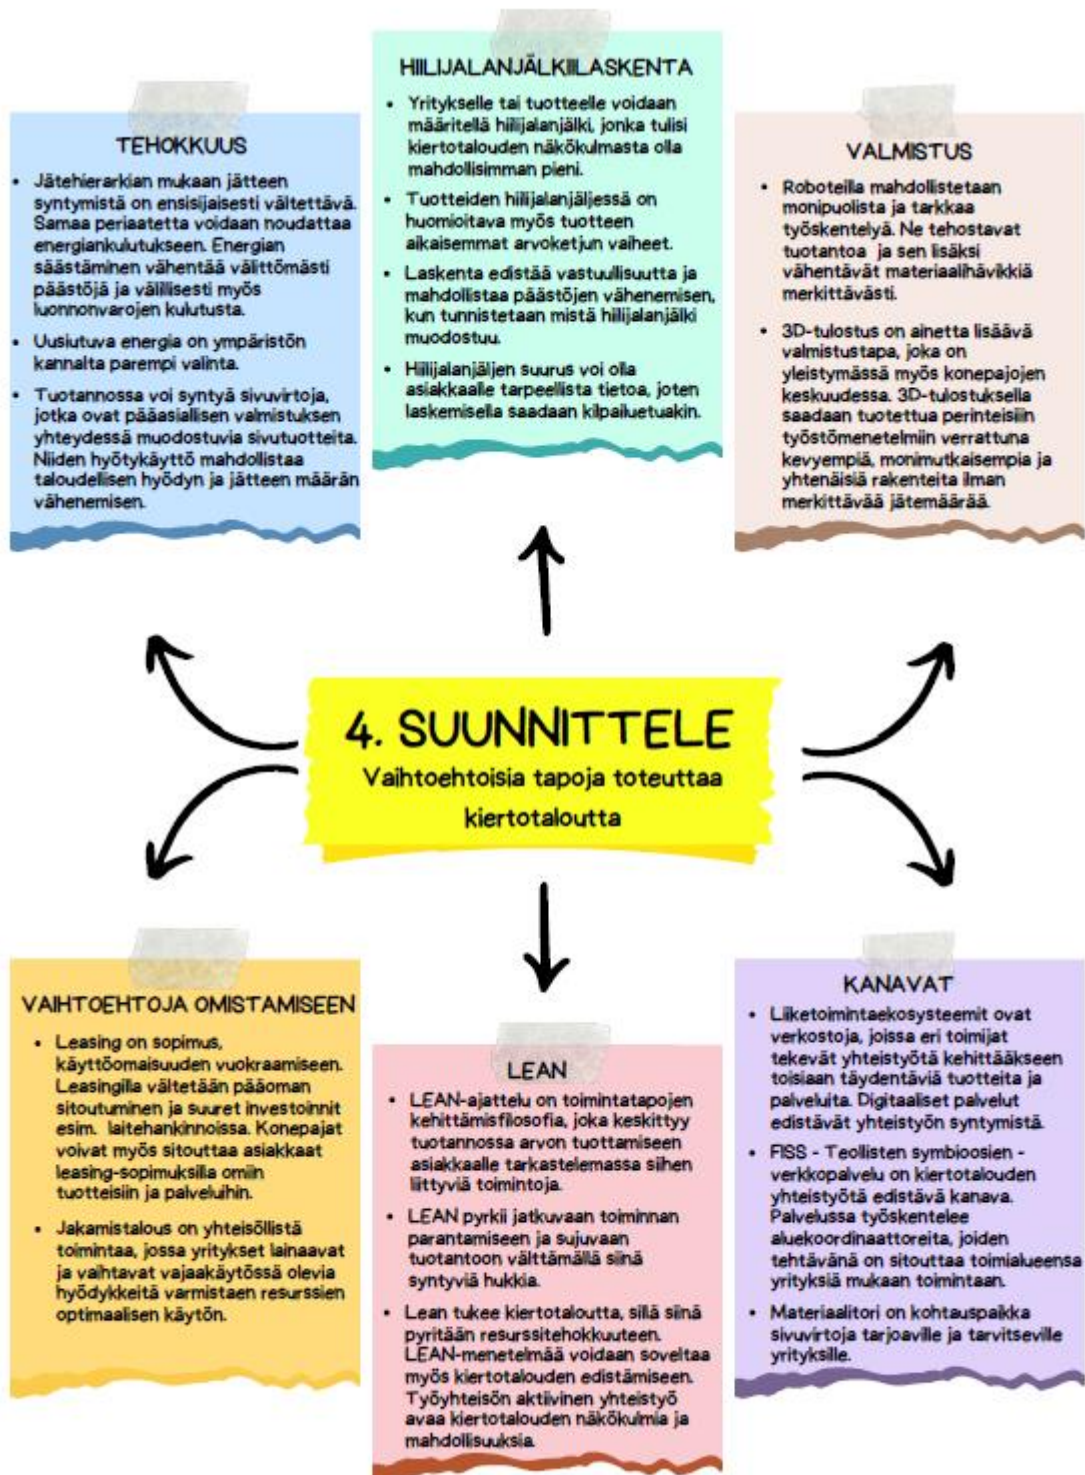 TEHOKKUUS
• Jätehierarkian mukaan jätteen
syntymistä on ensisijaisesti vältettävä.
Samaa periaatetta voidaan noudattaa
energiankulutukseen. Energian
säästäminen vähentää välittömästi
päästöjä ja välillisesti myös
luonnonvarojen kulutusta.
• Uusiutuva energia on ympäristön
kannalta parempi valinta.
• Tuotannossa voi syntyä sivuvirtoja,
jotka ovat pääasiallisen valmistuksen
yhteydessä muodostuvia sivutuotteita.
Niiden hyötykäyttö mahdollistaa
taloudellisen hyödyn ja jätteen määrän
vähenemisen.
HIILIJALANJÄLKIILASKENTA
• Yritykselle tai tuotteelle voidaan
määritellä hiilijalanjälki, jonka tulisi
kiertotalouden näkökulmasta olla
mahdollisimman pieni.
• Tuotteiden hiilijalanjäljessä on
huomioitava myös tuotteen
aikaisemmat arvoketjun vaiheet.
• Laskenta edistää vastuullisuutta ja
mahdollistaa päästöjen vähenemisen,
kun tunnistetaan mistä hiilijalanjälki
muodostuu.
• Hiilijalanjäljen suurus voi olla
asiakkaalle tarpeellista tietoa, joten
laskemisella saadaan kilpailuetuakin.
VALMISTUS
• Roboteilla mahdollistetaan
monipuolista ja tarkkaa
työskentelyä. Ne tehostavat
tuotantoa ja sen lisäksi
vähentävät materiaalihävikkiä
merkittävästi.
• 3D-tulostus on ainetta lisäävä
valmistustapa, joka on
yleistymässä myös konepajojen
keskuudessa. 3D-tulostuksella
saadaan tuotettua perinteisiin
työstömenetelmiin verrattuna
kevyempiä, monimutkaisempia ja
yhtenäisiä rakenteita ilman
merkittävää jätemäärää.
4. SUUNNITTELE
Vaihtoehtoisia tapoja toteuttaa
kiertotaloutta
VAIHTOEHTOJA OMISTAMISEEN
• Leasing on sopimus,
käyttöomaisuuden vuokraamiseen.
Leasingilla vältetään pääoman
sitoutuminen ja suuret investoinnit
esim. laitehankinnoissa. Konepajat
voivat myös sitouttaa asiakkaat
leasing-sopimuksilla omiin
tuotteisiin ja palveluihin.
• Jakamistalous on yhteisöllistä
toimintaa, jossa yritykset lainaavat
ja vaihtavat vajaakäytössä olevia
hyödykkeitä varmistaen resurssien
optimaalisen käytön.
LEAN
• LEAN-ajattelu on toimintatapojen
kehittämisfilosofia, joka keskittyy
tuotannossa arvon tuottamiseen
asiakkaalle tarkastelemassa siihen
liittyviä toimintoja.
• LEAN pyrkii jatkuvaan toiminnan
parantamiseen ja sujuvaan
tuotantoon välttämällä siinä
syntyviä hukkia.
• Lean tukee kiertotaloutta, sillä siinä
pyritään resurssitehokkuuteen.
LEAN-menetelmää voidaan soveltaa
myös kiertotalouden edistämiseen.
Työyhteisön aktiivinen yhteistyö
avaa kiertotalouden näkökulmia ja
mahdollisuuksia.
KANAVAT
• Liiketoimintaekosysteemit ovat
verkostoja, joissa eri toimijat
tekevät yhteistyötä kehittääkseen
toisiaan täydentäviä tuotteita ja
palveluita. Digitaaliset palvelut
edistävät yhteistyön syntymistä.
• FISS - Teollisten symbioosien -
verkkopalvelu on kiertotalouden
yhteistyötä edistävä kanava.
Palvelussa työskentelee
aluekoordinaattoreita, joiden
tehtävänä on sitouttaa toimialueensa
yrityksiä mukaan toimintaan.
• Materiaalitori on kohtauspaikka
sivuvirtoja tarjoaville ja tarvitseville
yrityksille.